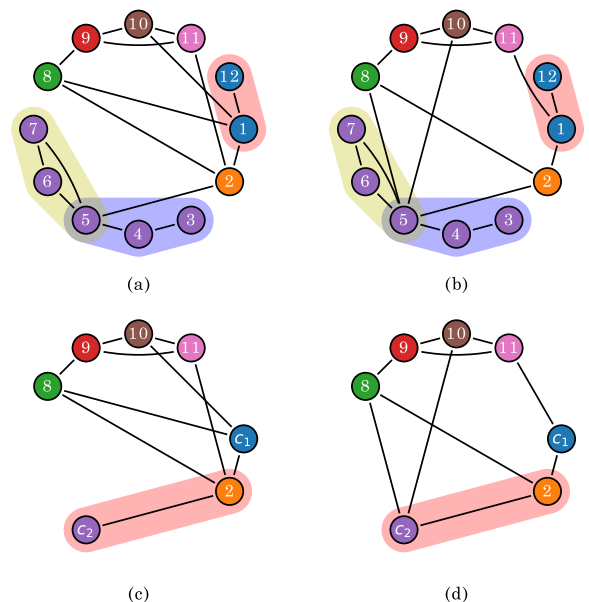 10 10
9 11 9 11
8 12 8 12
7 1 7 1
6 2 6 2
5 4 3 5 4 3
(a) (b)
10 10
9 11 9 11
8 8
c₁ c₁
2 2
c₂ c₂
(c) (d)